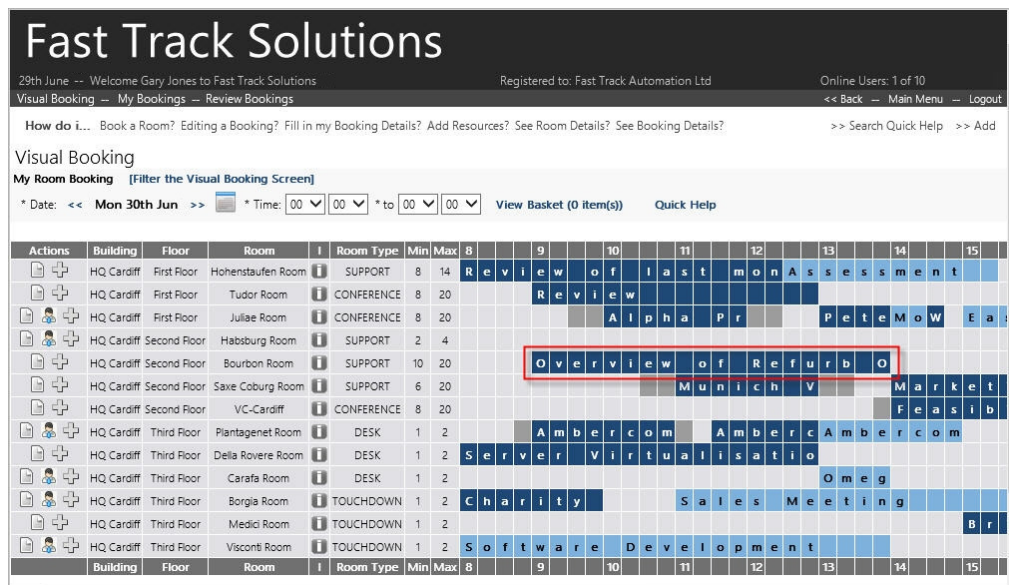 Fast Track Solutions
29th June -- Welcome Gary Jones to Fast Track Solutions Registered to: Fast Track Automation Ltd Online Users: 1 of 10
Visual Booking -- My Bookings -- Review Bookings << Back -- Main Menu -- Logout
How do i... Book a Room? Editing a Booking? Fill in my Booking Details? Add Resources? See Room Details? See Booking Details? >> Search Quick Help >> Add
Visual Booking
My Room Booking [Filter the Visual Booking Screen]
* Date: << Mon 30th Jun >> * Time: 00 00 * to 00 00 View Basket (0 item(s)) Quick Help
Actions Building Floor Room I Room Type Min Max 8 9 10 11 12 13 14 15
HQ Cardiff First Floor Hohenstaufen Room i SUPPORT 8 14 Review of last mon Assessment
HQ Cardiff First Floor Tudor Room i CONFERENCE 8 20 Review
HQ Cardiff First Floor Juliae Room i CONFERENCE 8 20 Alpha Pr Pete MoW Eas
HQ Cardiff Second Floor Habsburg Room i SUPPORT 2 4
HQ Cardiff Second Floor Bourbon Room i SUPPORT 10 20 Overview of Refurb O
HQ Cardiff Second Floor Saxe Coburg Room i SUPPORT 6 20 Munich V Market
HQ Cardiff Second Floor VC-Cardiff i CONFERENCE 8 20 Feasib
HQ Cardiff Third Floor Plantagenet Room i DESK 1 2 Ambercom Amberc Ambercom
HQ Cardiff Third Floor Della Rovere Room i DESK 1 2 Server Virtualisatio
HQ Cardiff Third Floor Carafa Room i DESK 1 2 Omeg
HQ Cardiff Third Floor Borgia Room i TOUCHDOWN 1 2 Charity Sales Meeting
HQ Cardiff Third Floor Medici Room i TOUCHDOWN 1 2 Br
HQ Cardiff Third Floor Visconti Room i TOUCHDOWN 1 2 Software Development
Building Floor Room I Room Type Min Max 8 9 10 11 12 13 14 15